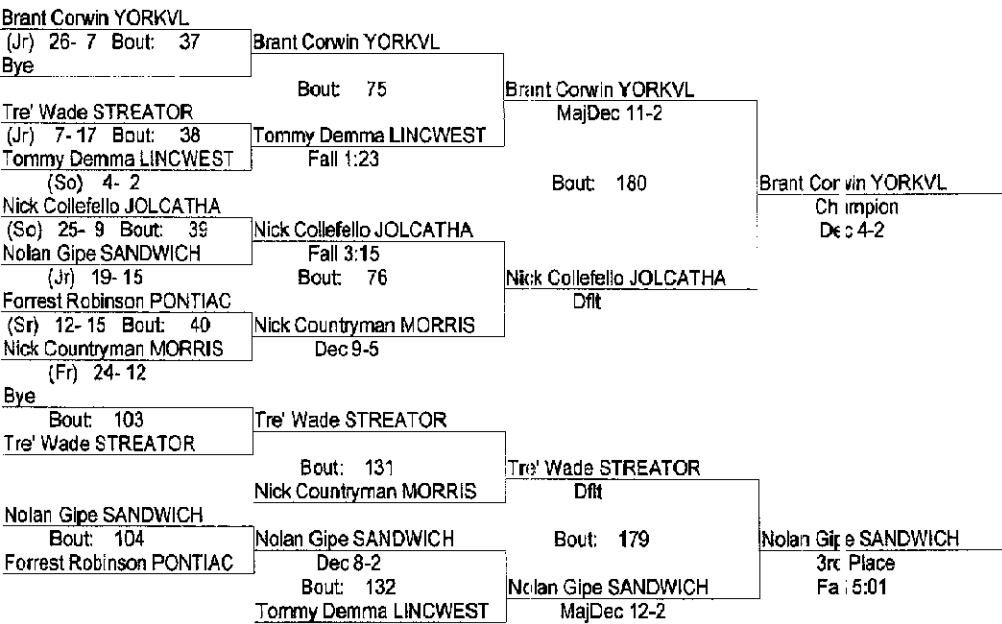 Brant Corwin YORKVL
(Jr) 26- 7 Bout: 37
Bye
Tre' Wade STREATOR
(Jr) 7- 17 Bout: 38
Tommy Demma LINCWEST
(So) 4- 2
Nick Collefello JOLCATHA
(So) 25- 9 Bout: 39
Nolan Gipe SANDWICH
(Jr) 19- 15
Forrest Robinson PONTIAC
(Sr) 12- 15 Bout: 40
Nick Countryman MORRIS
(Fr) 24- 12
Bye
Bout: 103
Tre' Wade STREATOR
Nolan Gipe SANDWICH
Bout: 104
Forrest Robinson PONTIAC
Brant Corwin YORKVL
Bout: 75
Tommy Demma LINCWEST
Fall 1:23
Nick Collefello JOLCATHA
Fall 3:15
Bout: 76
Nick Countryman MORRIS
Dec 9-5
Tre' Wade STREATOR
Bout: 131
Nick Countryman MORRIS
Nolan Gipe SANDWICH
Dec 8-2
Bout: 132
Tommy Demma LINCWEST
Brant Corwin YORKVL
MajDec 11-2
Bout: 180
Nick Collefello JOLCATHA
Dflt
Tre' Wade STREATOR
Dflt
Bout: 179
Nolan Gipe SANDWICH
MajDec 12-2
Brant Corwin YORKVL
Champion
Dec 4-2
Nolan Gipe SANDWICH
3rd Place
Fall 5:01